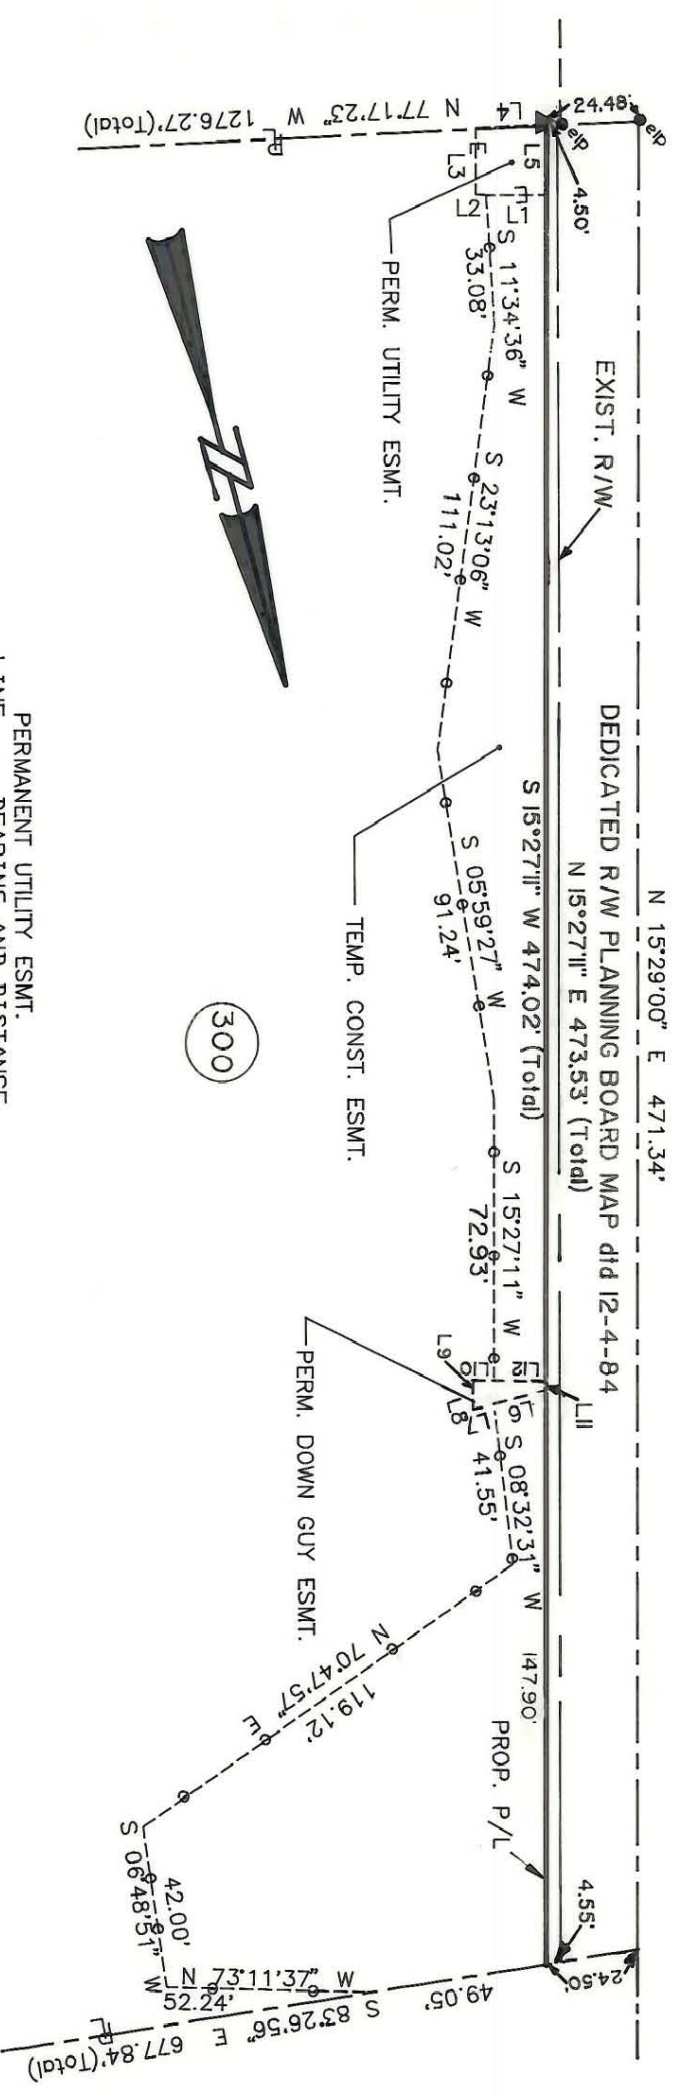 N 15°29'00" E 471.34'
DEDICATED R/W PLANNING BOARD MAP dtd 12-4-84
N 15°27'11" E 473.53' (Total)
EXIST. R/W
24.48'
eip
eip
4.50'
4.55'
24.50'
S 15°27'11" W 474.02' (Total)
147.90'
PROP. P/L
N 77°17'23" W 1276.27' (Total)
L4
L5
L3
L2
L1
S 11°34'36" W
33.08'
S 23°13'06" W
111.02'
S 05°59'27" W
91.24'
S 15°27'11" W
72.93'
L11
L9
L8
S 08°32'31" W
41.55'
N 70°47'57" E
119.12'
S 06°48'51" W
42.00'
N 73°11'37" W
52.24'
49.05'
S 83°26'56" E 677.84' (Total)
PERM. UTILITY ESMT.
TEMP. CONST. ESMT.
PERM. DOWN GUY ESMT.
300
PERMANENT UTILITY ESMT.
LINE BEARING AND DISTANCE